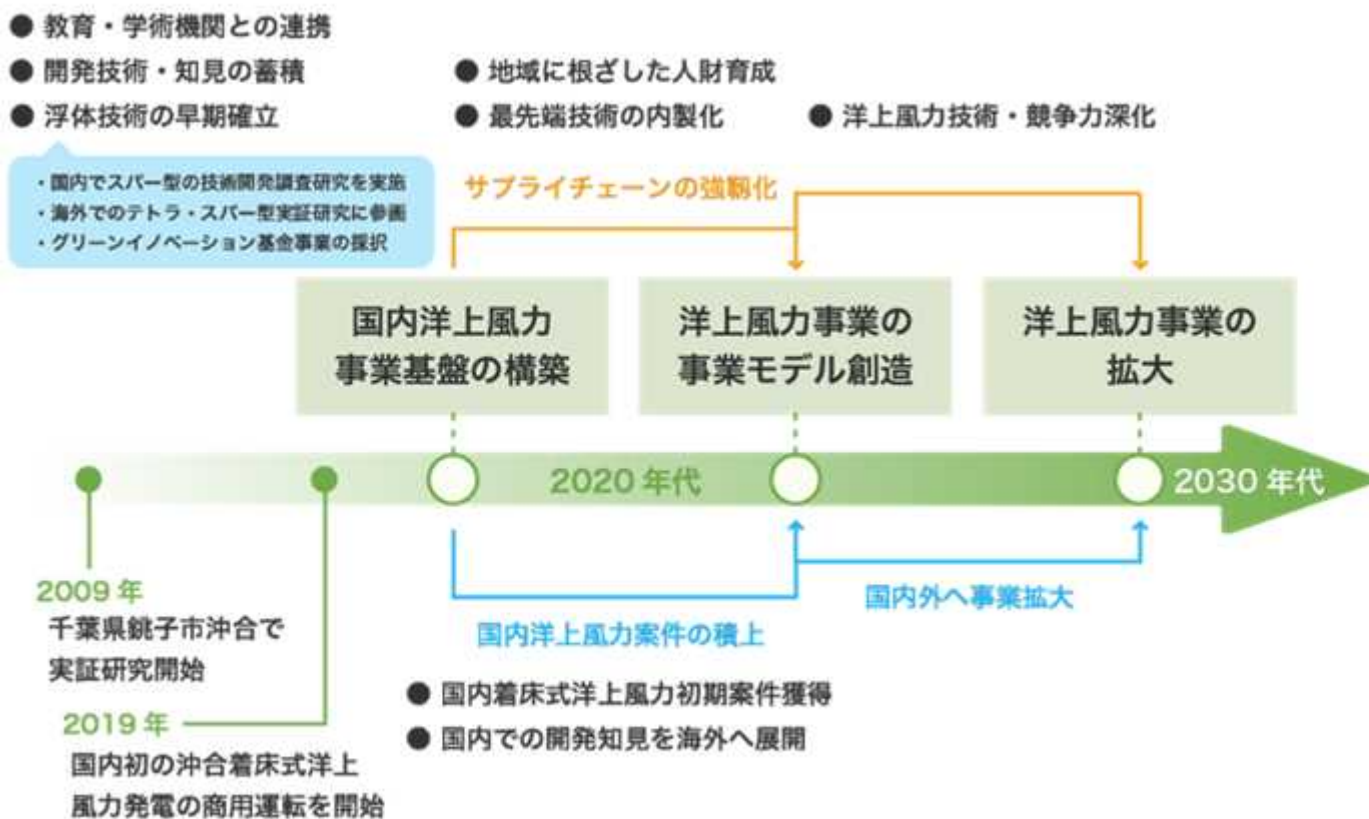 ● 教育・学術機関との連携
● 開発技術・知見の蓄積
● 浮体技術の早期確立
・国内でスパー型の技術開発調査研究を実施
・海外でのテトラ・スパー型実証研究に参画
・グリーンイノベーション基金事業の採択
● 地域に根ざした人財育成
● 最先端技術の内製化
● 洋上風力技術・競争力深化
サプライチェーンの強靱化
国内洋上風力
事業基盤の構築
洋上風力事業の
事業モデル創造
洋上風力事業の
拡大
2020 年代
2030 年代
2009 年
千葉県銚子市沖合で
実証研究開始
2019 年
国内初の沖合着床式洋上
風力発電の商用運転を開始
国内洋上風力案件の積上
国内外へ事業拡大
● 国内着床式洋上風力初期案件獲得
● 国内での開発知見を海外へ展開